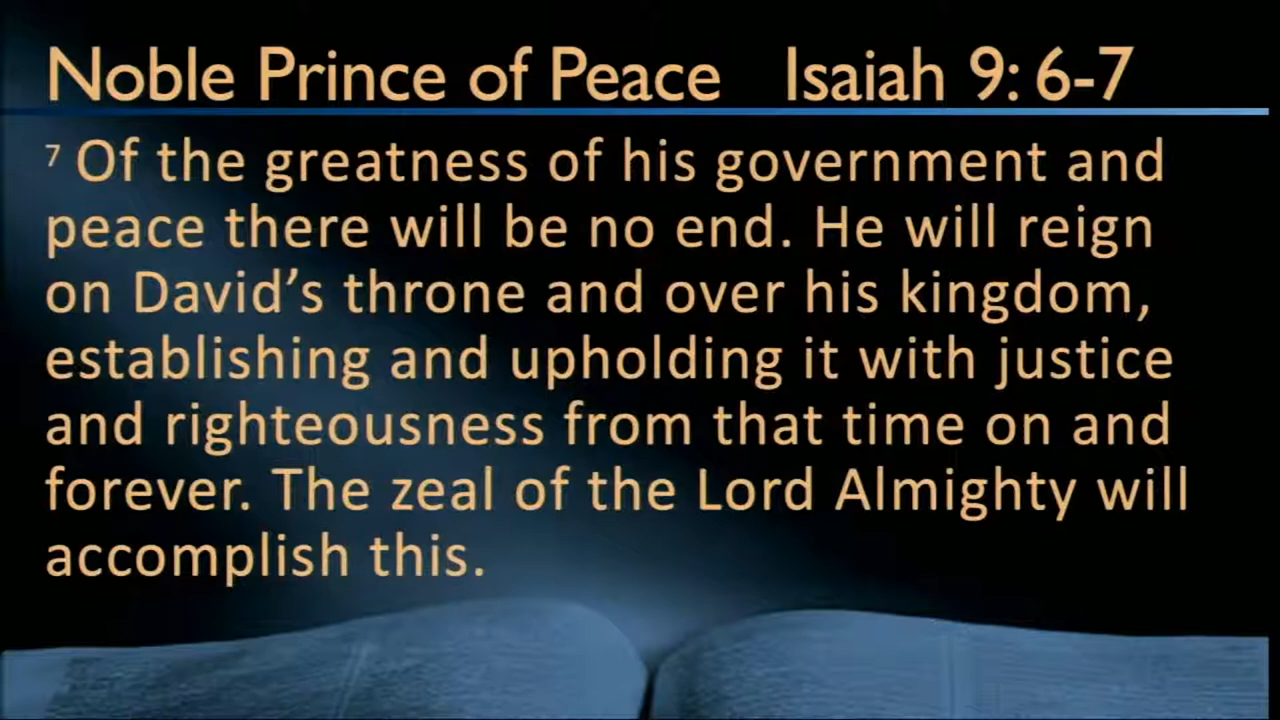 Noble Prince of Peace Isaiah 9: 6-7
⁷ Of the greatness of his government and
peace there will be no end. He will reign
on David’s throne and over his kingdom,
establishing and upholding it with justice
and righteousness from that time on and
forever. The zeal of the Lord Almighty will
accomplish this.